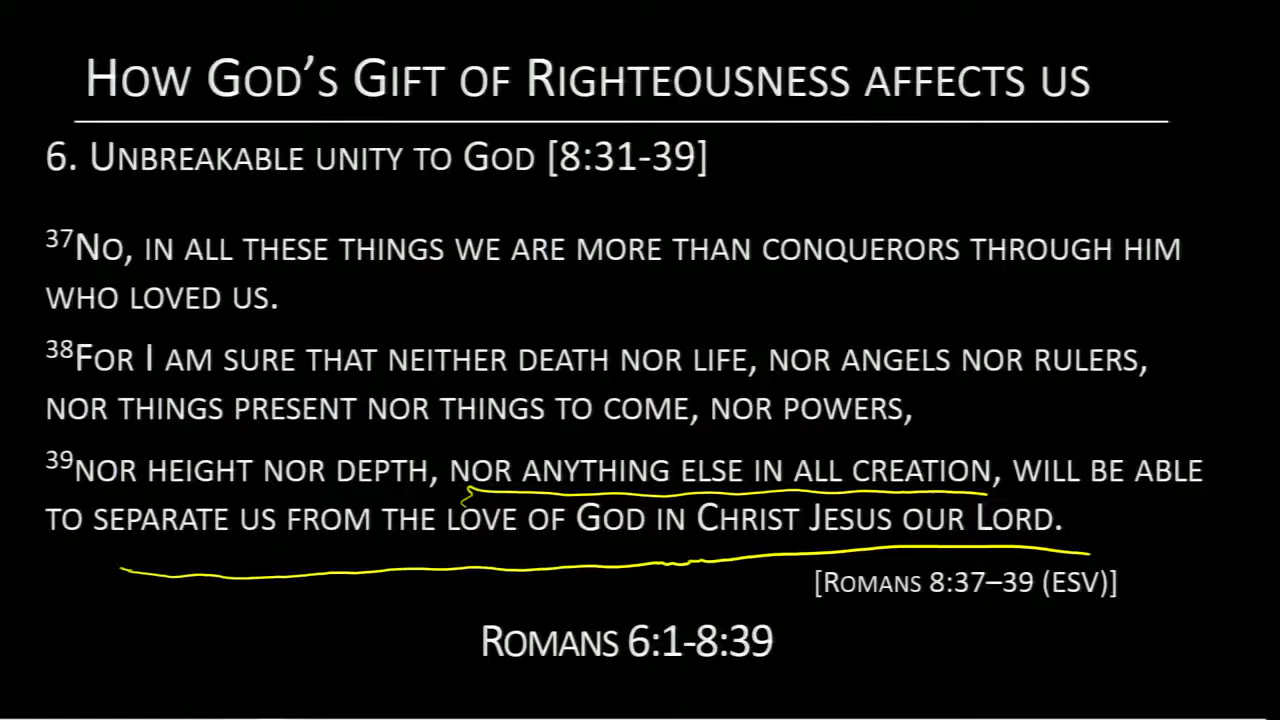 How God’s Gift of Righteousness affects us
6. Unbreakable unity to God [8:31-39]
37No, in all these things we are more than conquerors through him
who loved us.
38For I am sure that neither death nor life, nor angels nor rulers,
nor things present nor things to come, nor powers,
39nor height nor depth, nor anything else in all creation, will be able
to separate us from the love of God in Christ Jesus our Lord.
[Romans 8:37–39 (ESV)]
Romans 6:1-8:39